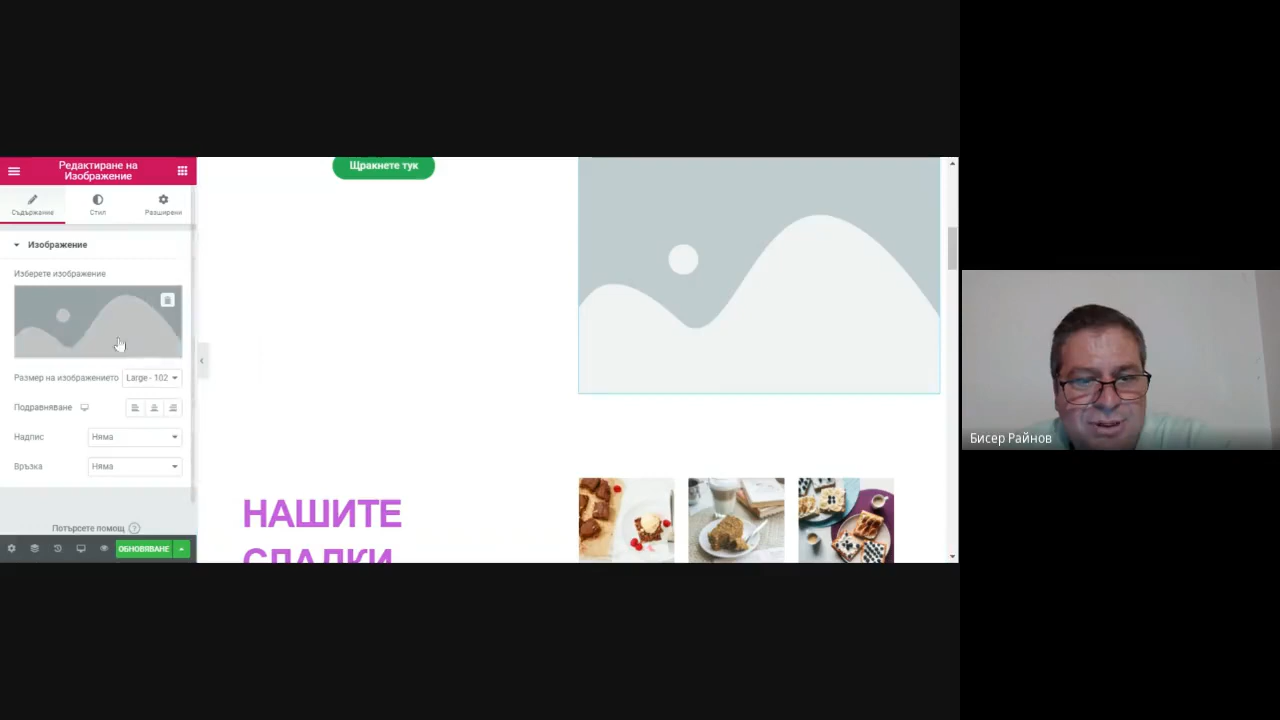 Редактиране на
Изображение
Щракнете тук
Съдържание
Стил
Разширени
Изображение
Изберете изображение
Размер на изображението
Large - 102
Подравняване
Надпис
Няма
Връзка
Няма
Потърсете помощ ?
ОБНОВЯВАНЕ
НАШИТЕ
СЛАДКИ
Бисер Райнов